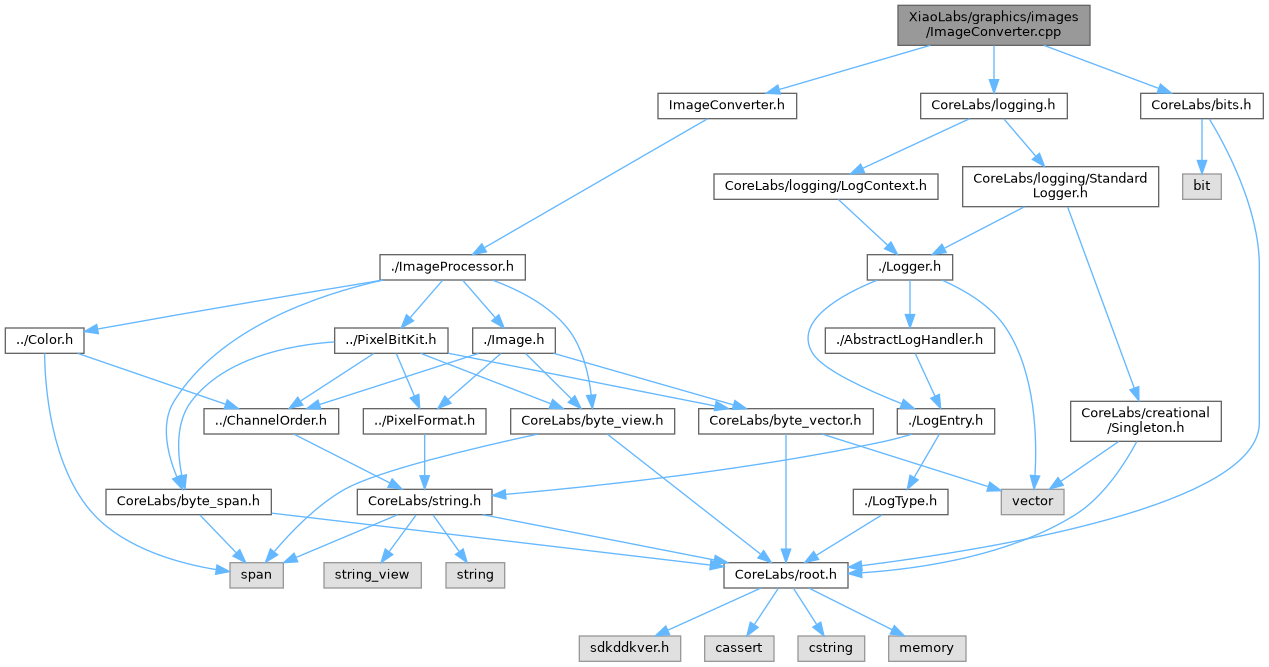 XiaoLabs/graphics/images
/ImageConverter.cpp
ImageConverter.h
CoreLabs/logging.h
CoreLabs/bits.h
CoreLabs/logging/LogContext.h
CoreLabs/logging/Standard
Logger.h
bit
./ImageProcessor.h
./Logger.h
../Color.h
../PixelBitKit.h
./Image.h
./AbstractLogHandler.h
../ChannelOrder.h
../PixelFormat.h
CoreLabs/byte_view.h
CoreLabs/byte_vector.h
./LogEntry.h
CoreLabs/creational
/Singleton.h
CoreLabs/byte_span.h
CoreLabs/string.h
./LogType.h
vector
span
string_view
string
CoreLabs/root.h
sdkddkver.h
cassert
cstring
memory